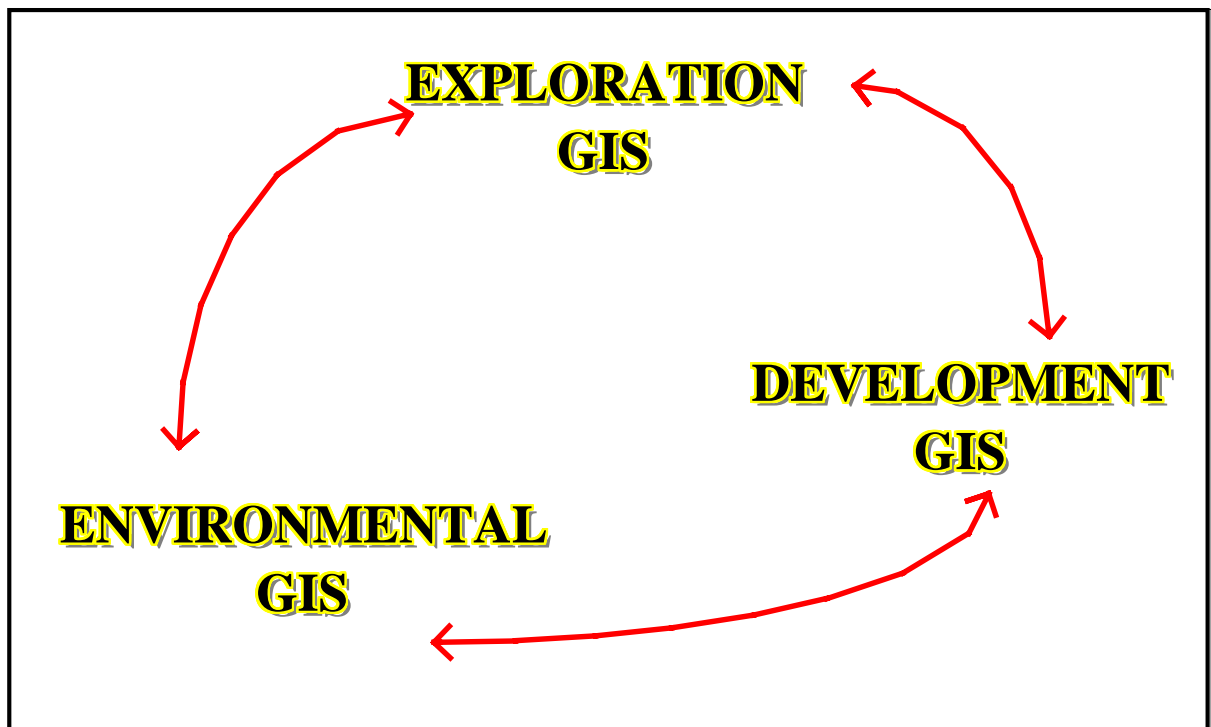 EXPLORATION
GIS
DEVELOPMENT
GIS
ENVIRONMENTAL
GIS